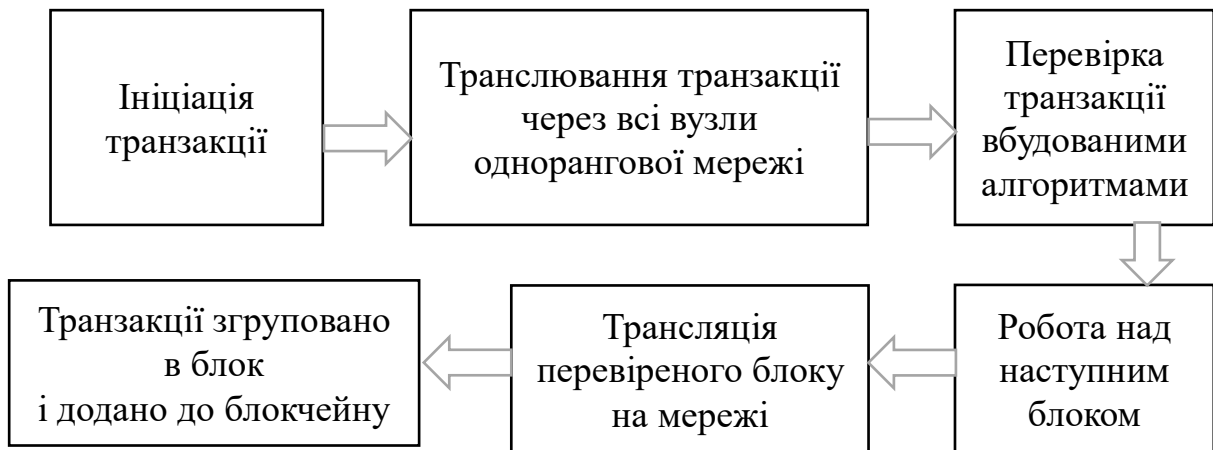 Ініціація
транзакції
Транслювання транзакції
через всі вузли
однорангової мережі
Перевірка
транзакції
вбудованими
алгоритмами
Робота над
наступним
блоком
Трансляція
перевіреного блоку
на мережі
Транзакції згруповано
в блок
і додано до блокчейну